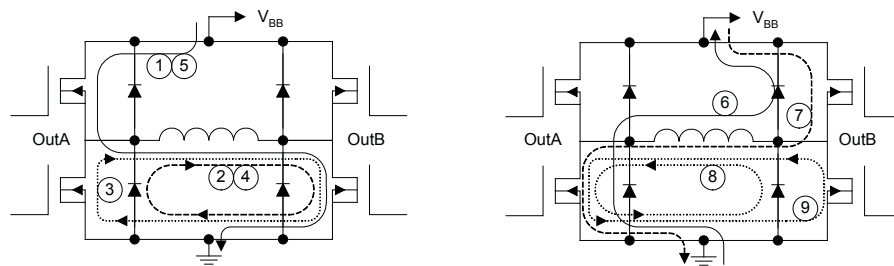 V_BB
① ⑤
OutA
OutB
② ④
③
V_BB
⑥
⑦
OutA
OutB
⑧
⑨